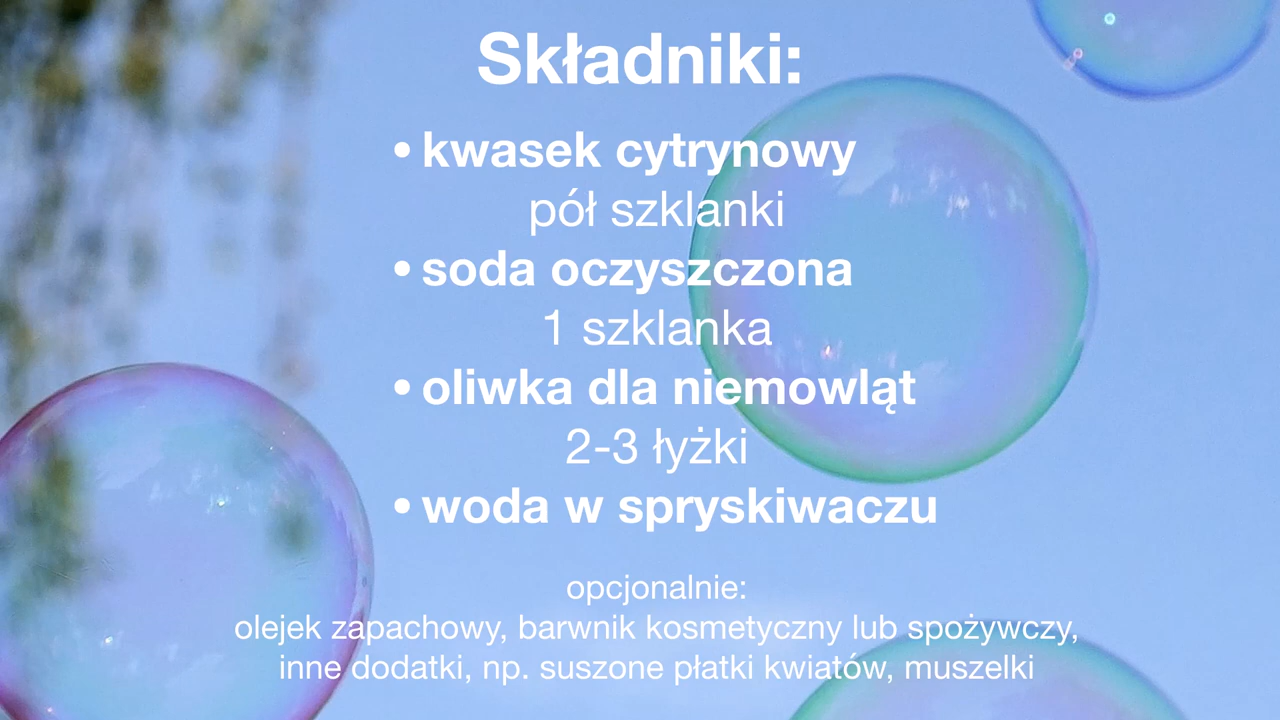 Składniki:
• kwasek cytrynowy
pół szklanki
• soda oczyszczona
1 szklanka
• oliwka dla niemowląt
2-3 łyżki
• woda w spryskiwaczu
opcjonalnie:
olejek zapachowy, barwnik kosmetyczny lub spożywczy,
inne dodatki, np. suszone płatki kwiatów, muszelki